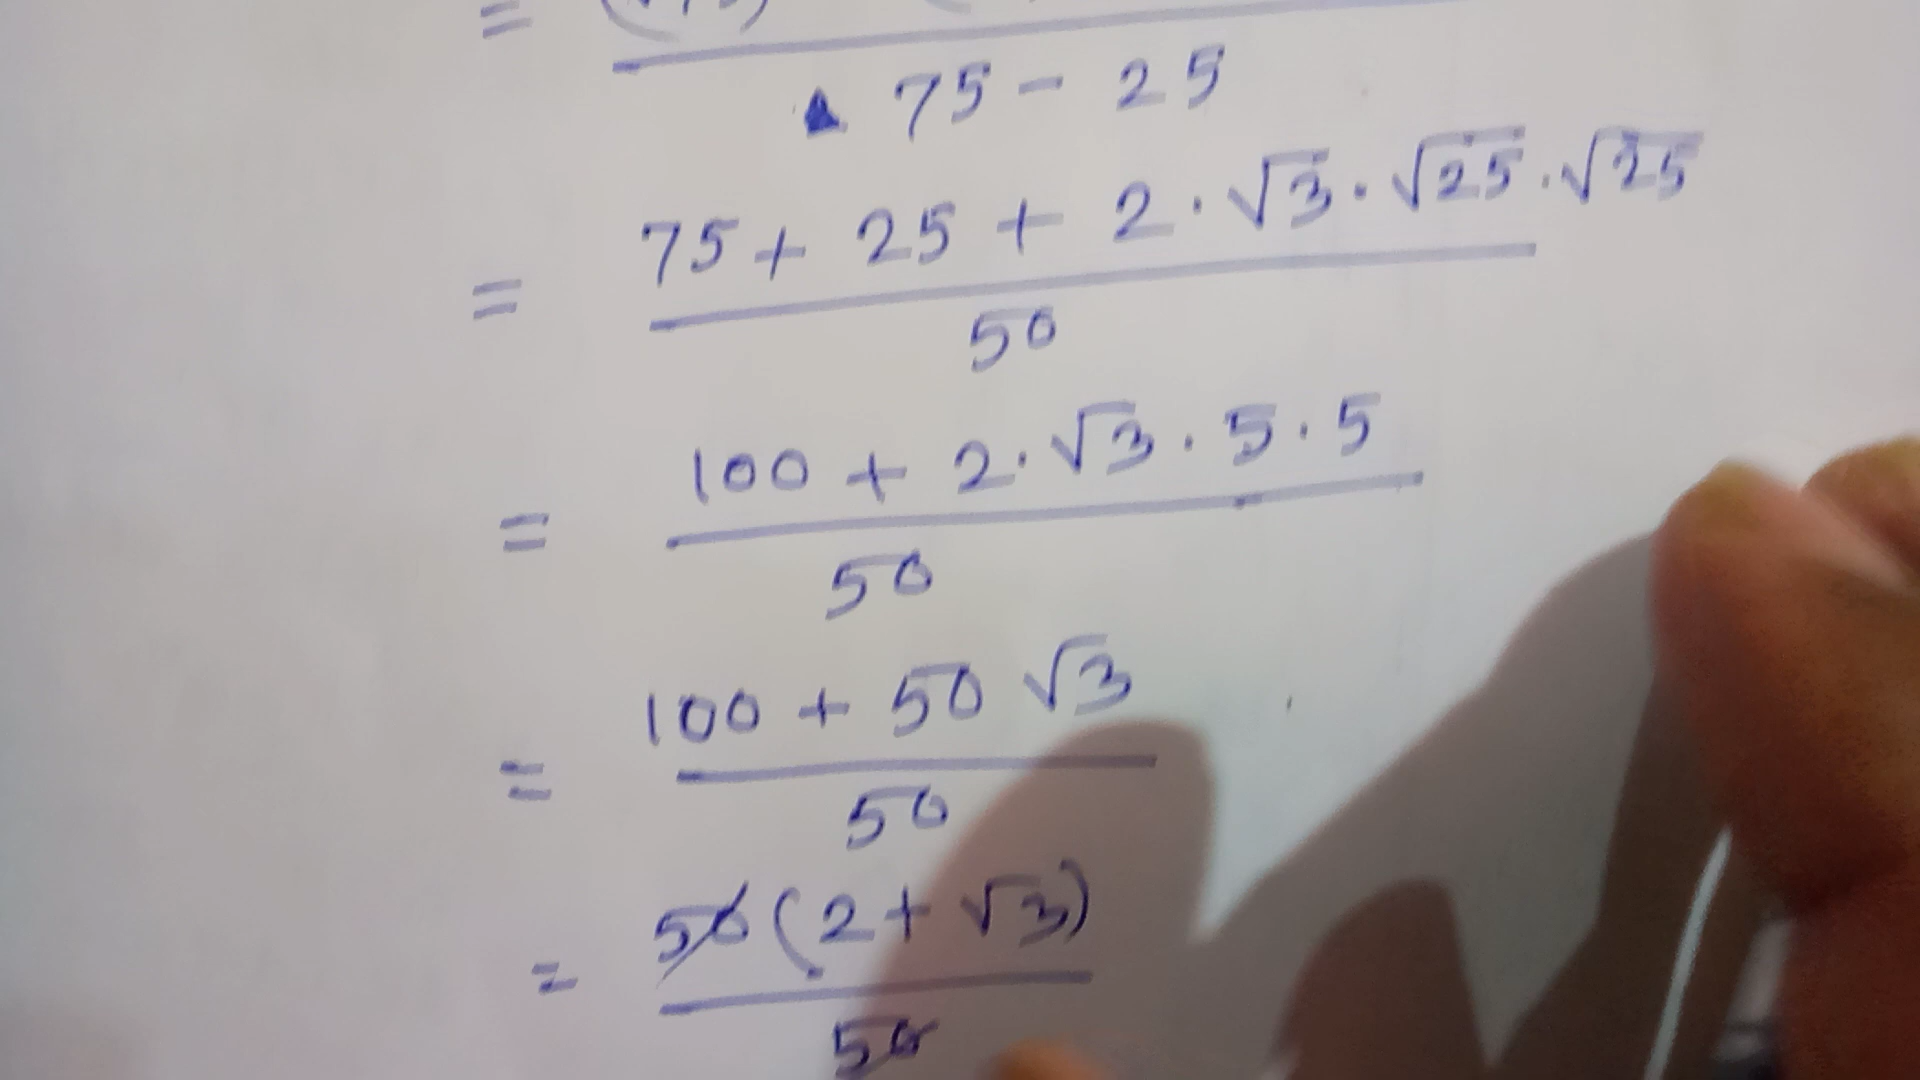 =
75 - 25
75 + 25 + 2 · √3 · √25 · √25
=
50
100 + 2 · √3 · 5 · 5
=
50
100 + 50 √3
=
50
50 (2 + √3)
=
50